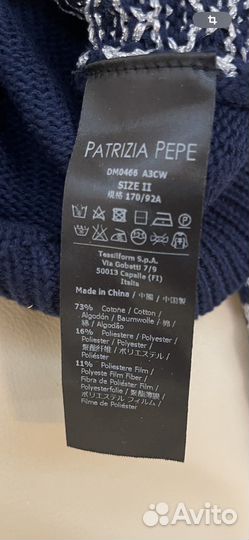 PATRIZIA PEPE
DM0466 A3CW
SIZE II
规格 170/92A
Tessilform S.p.A.
Via Gobetti 7/9
50013 Capalle (FI)
Italia
Made in China / 中國 / 中国製
73% Cotone / Cotton /
Algodón / Baumwolle / 棉 /
綿 / Algodão
16% Poliestere / Polyester /
Poliéster / Polyester /
聚酯纤维 / ポリエステル /
Poliéster
11% Poliestere Film /
Polyester Film Fiber /
Fibra de Poliéster Film /
Polyesterfolie / 聚酯薄膜 /
ポリエステル フィルム /
Filme de Poliéster
Avito